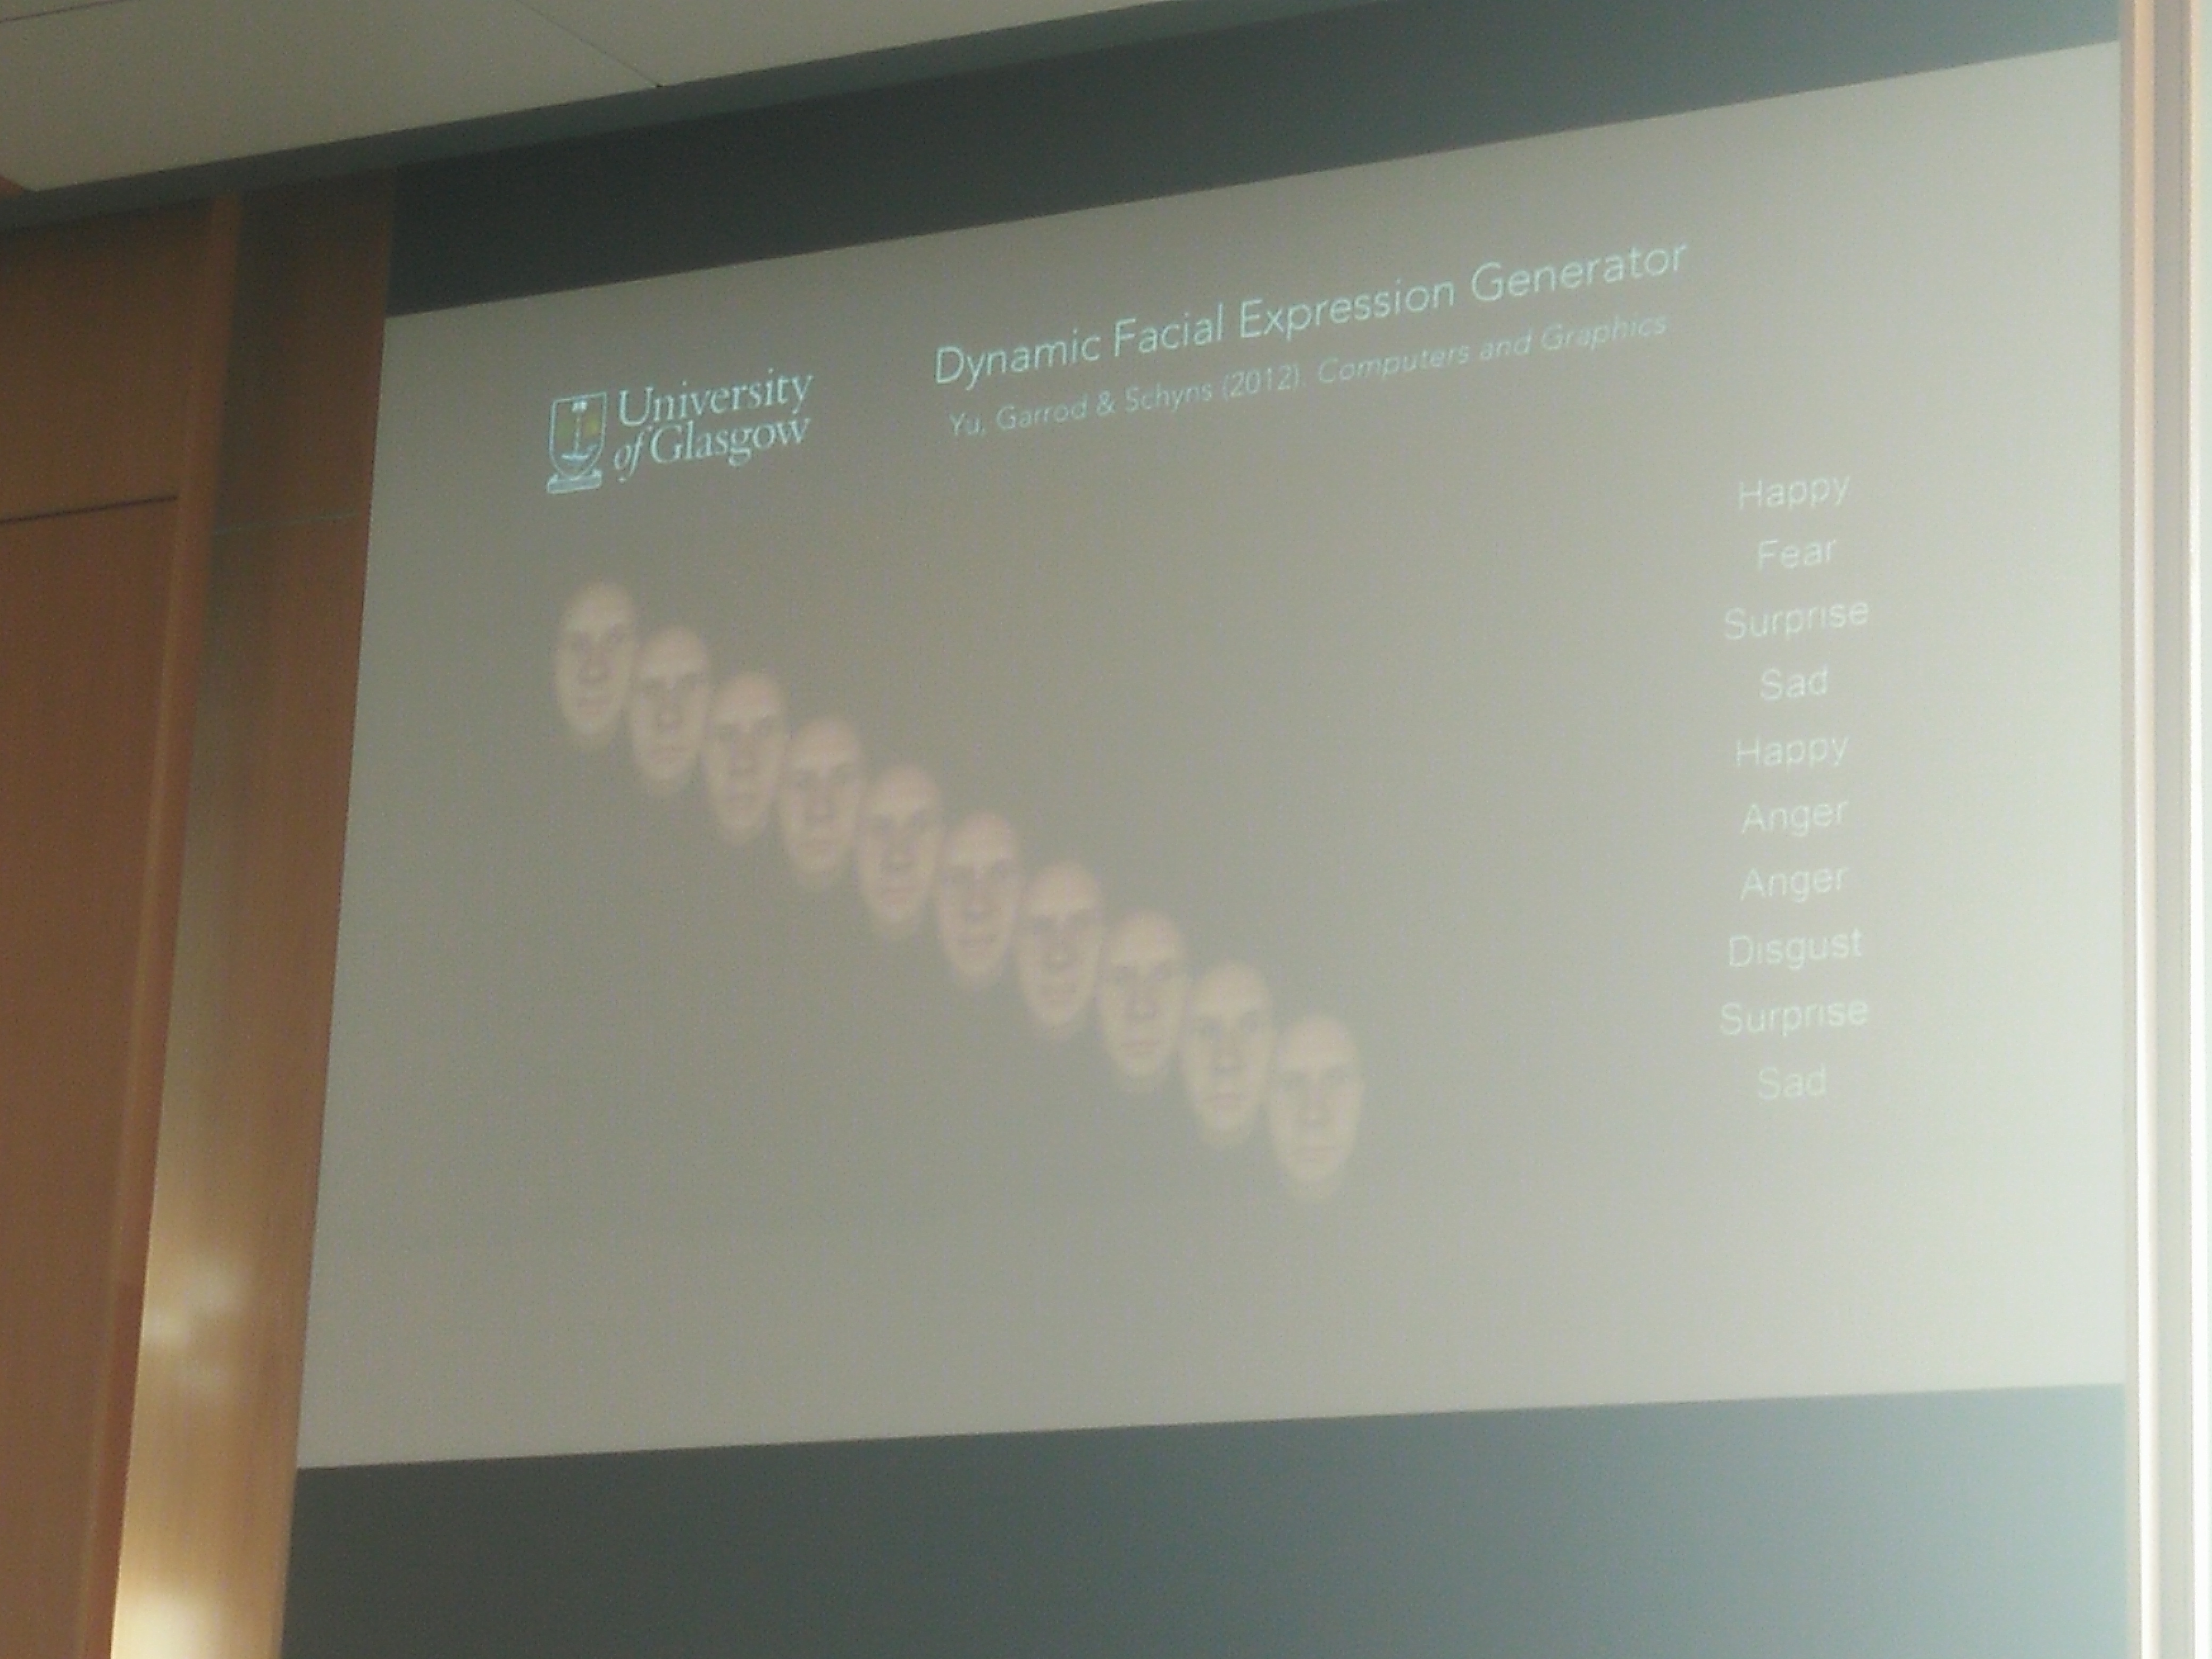 University
of Glasgow
Dynamic Facial Expression Generator
Yu, Garrod & Schyns (2012). Computers and Graphics
Happy
Fear
Surprise
Sad
Happy
Anger
Anger
Disgust
Surprise
Sad